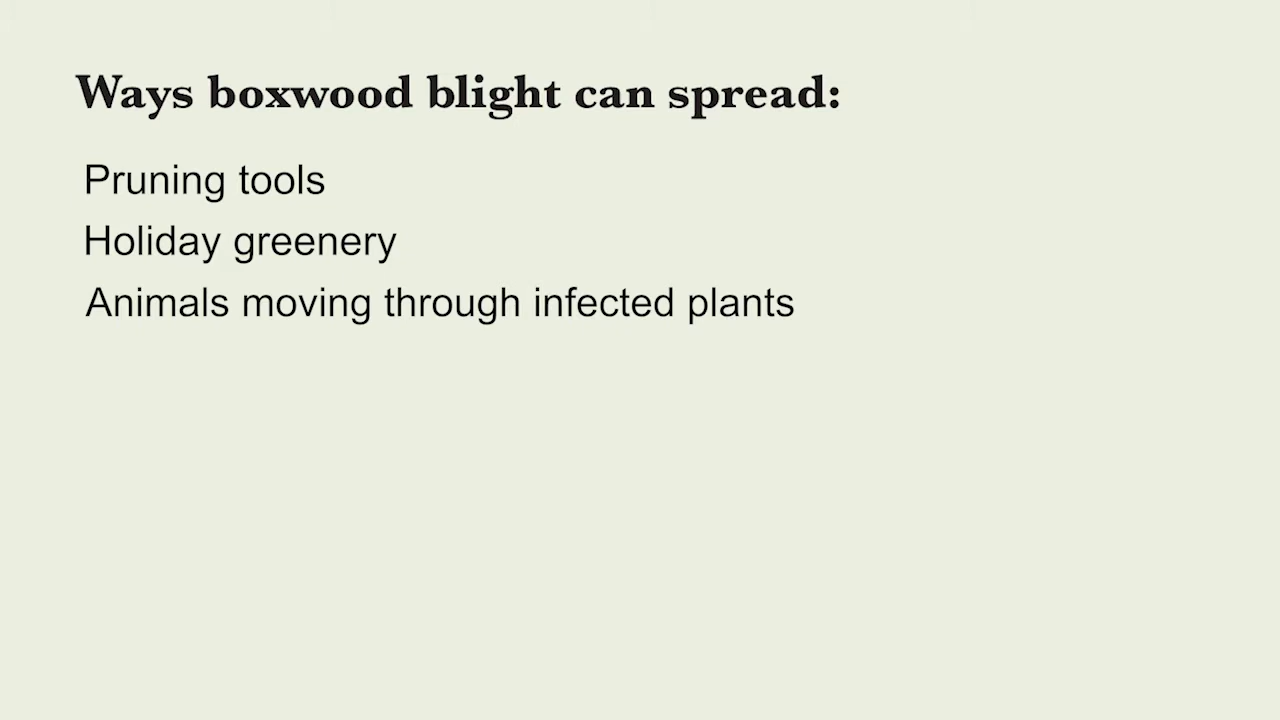 Ways boxwood blight can spread:
Pruning tools
Holiday greenery
Animals moving through infected plants